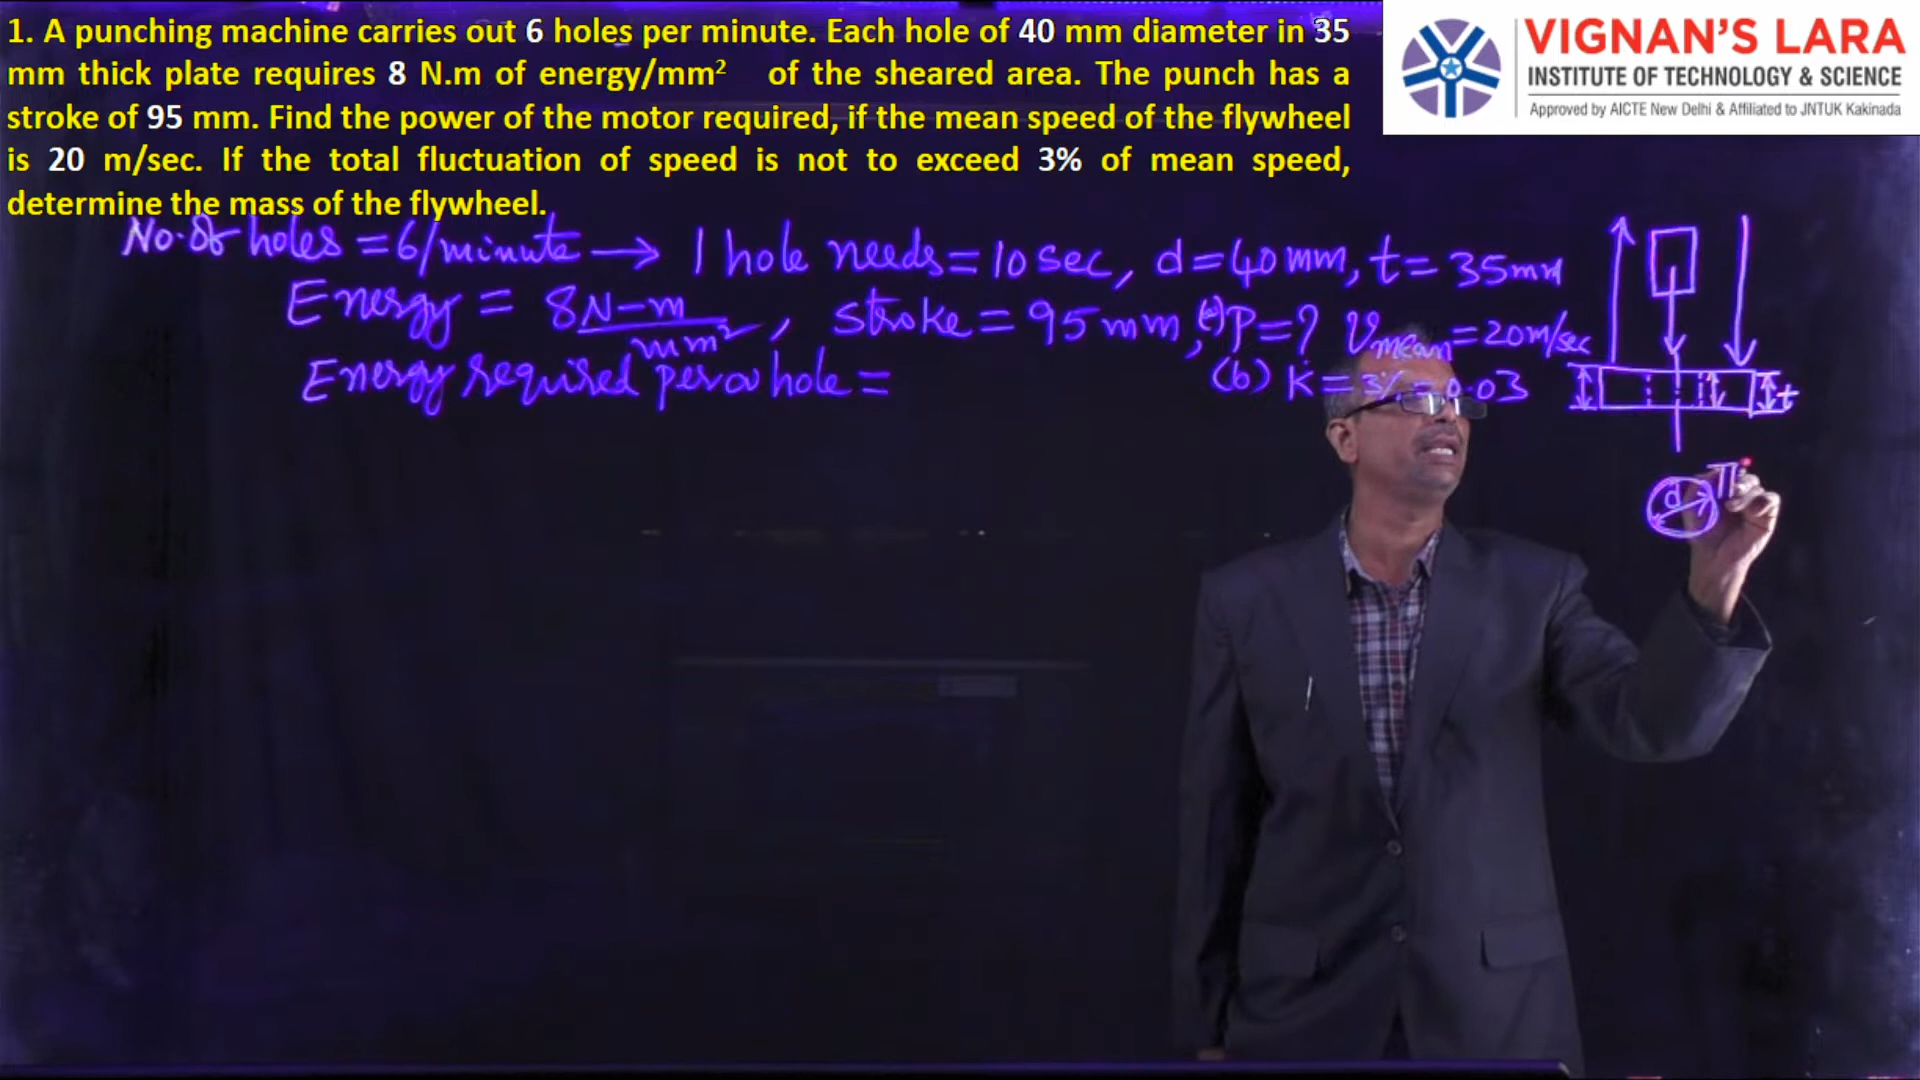 1. A punching machine carries out 6 holes per minute. Each hole of 40 mm diameter in 35
mm thick plate requires 8 N.m of energy/mm² of the sheared area. The punch has a
stroke of 95 mm. Find the power of the motor required, if the mean speed of the flywheel
is 20 m/sec. If the total fluctuation of speed is not to exceed 3% of mean speed,
determine the mass of the flywheel.
VIGNAN'S LARA
INSTITUTE OF TECHNOLOGY & SCIENCE
Approved by AICTE New Delhi & Affiliated to JNTUK Kakinada
No. of holes = 6/minute → 1 hole needs = 10 sec, d = 40 mm, t = 35mm
Energy = 8N-m/mm², stroke = 95 mm, (a) P=? Vmean = 20m/sec
Energy required per hole =
(b) K = 3% = 0.03
t
d
π